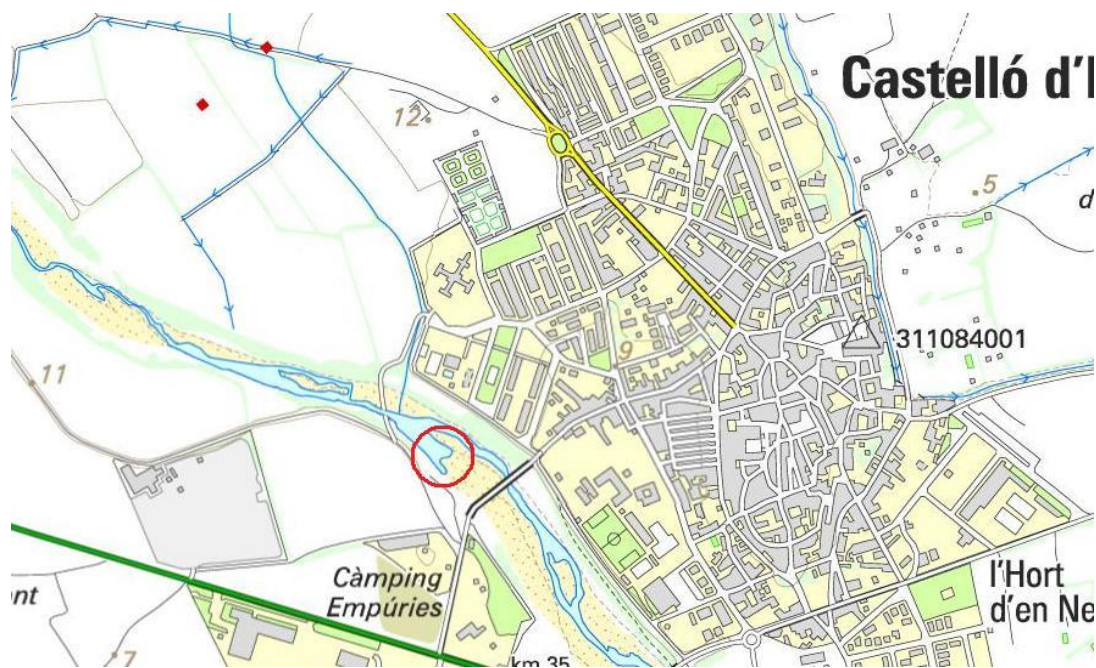 Castelló d'I
12
5
d
311084001
9
11
Càmping
Empúries
l'Hort
d'en Ne
nt
7
km 35